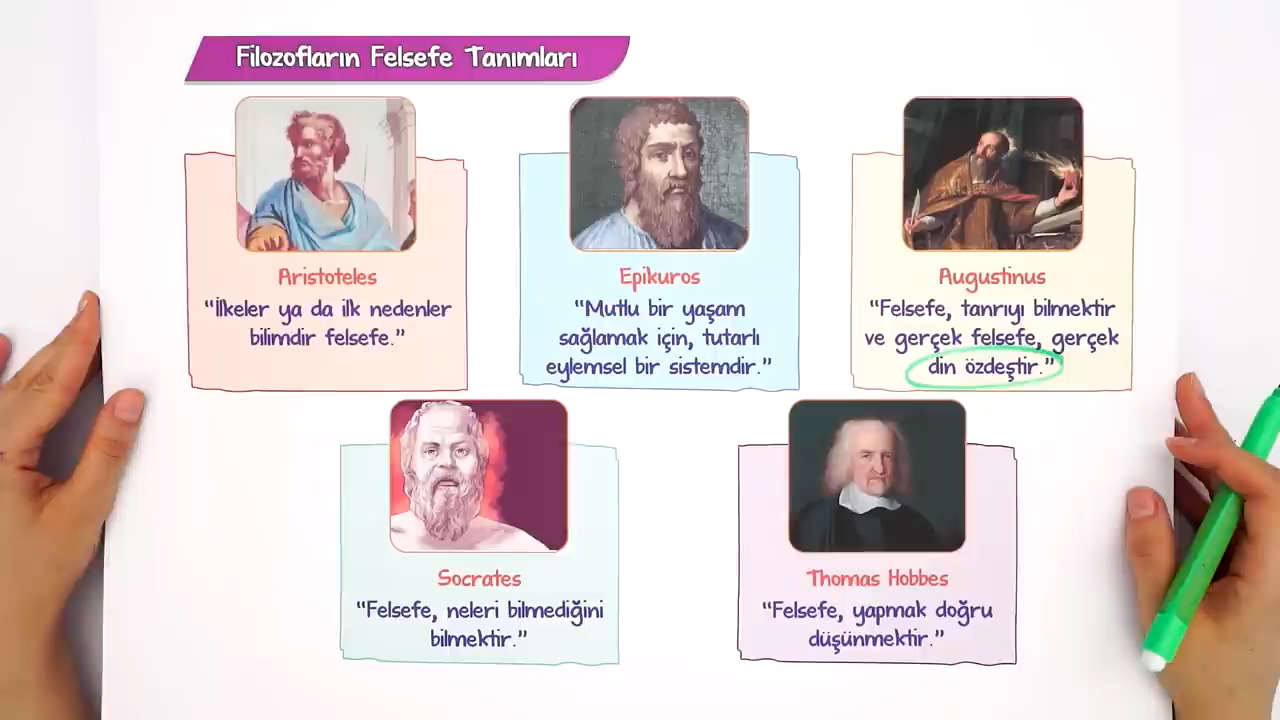 Filozofların Felsefe Tanımları
Aristoteles
“İlkeler ya da ilk nedenler
bilimdir felsefe.”
Epikuros
“Mutlu bir yaşam
sağlamak için, tutarlı
eylemsel bir sistemdir.”
Augustinus
“Felsefe, tanrıyı bilmektir
ve gerçek felsefe, gerçek
din özdeştir.”
Socrates
“Felsefe, neleri bilmediğini
bilmektir.”
Thomas Hobbes
“Felsefe, yapmak doğru
düşünmektir.”